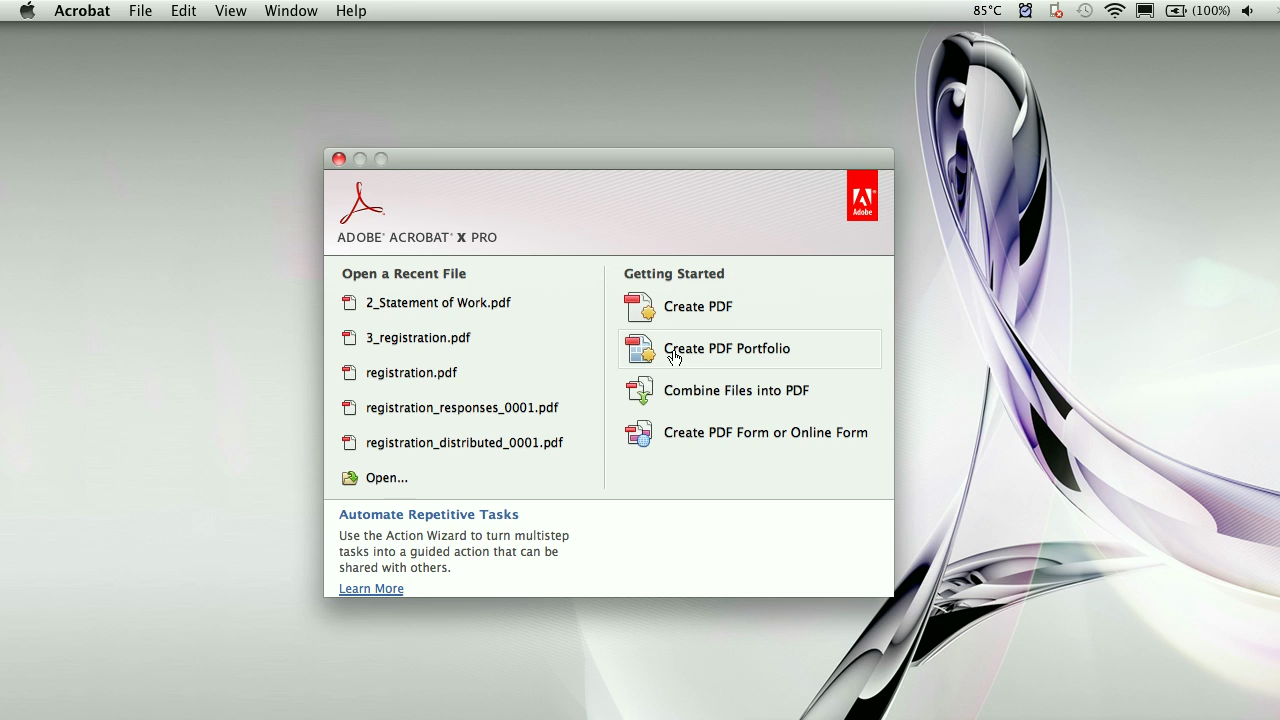 Acrobat File Edit View Window Help 85°C (100%)
Adobe
ADOBE® ACROBAT® X PRO
Open a Recent File
2_Statement of Work.pdf
3_registration.pdf
registration.pdf
registration_responses_0001.pdf
registration_distributed_0001.pdf
Open...
Getting Started
Create PDF
Create PDF Portfolio
Combine Files into PDF
Create PDF Form or Online Form
Automate Repetitive Tasks
Use the Action Wizard to turn multistep
tasks into a guided action that can be
shared with others.
Learn More